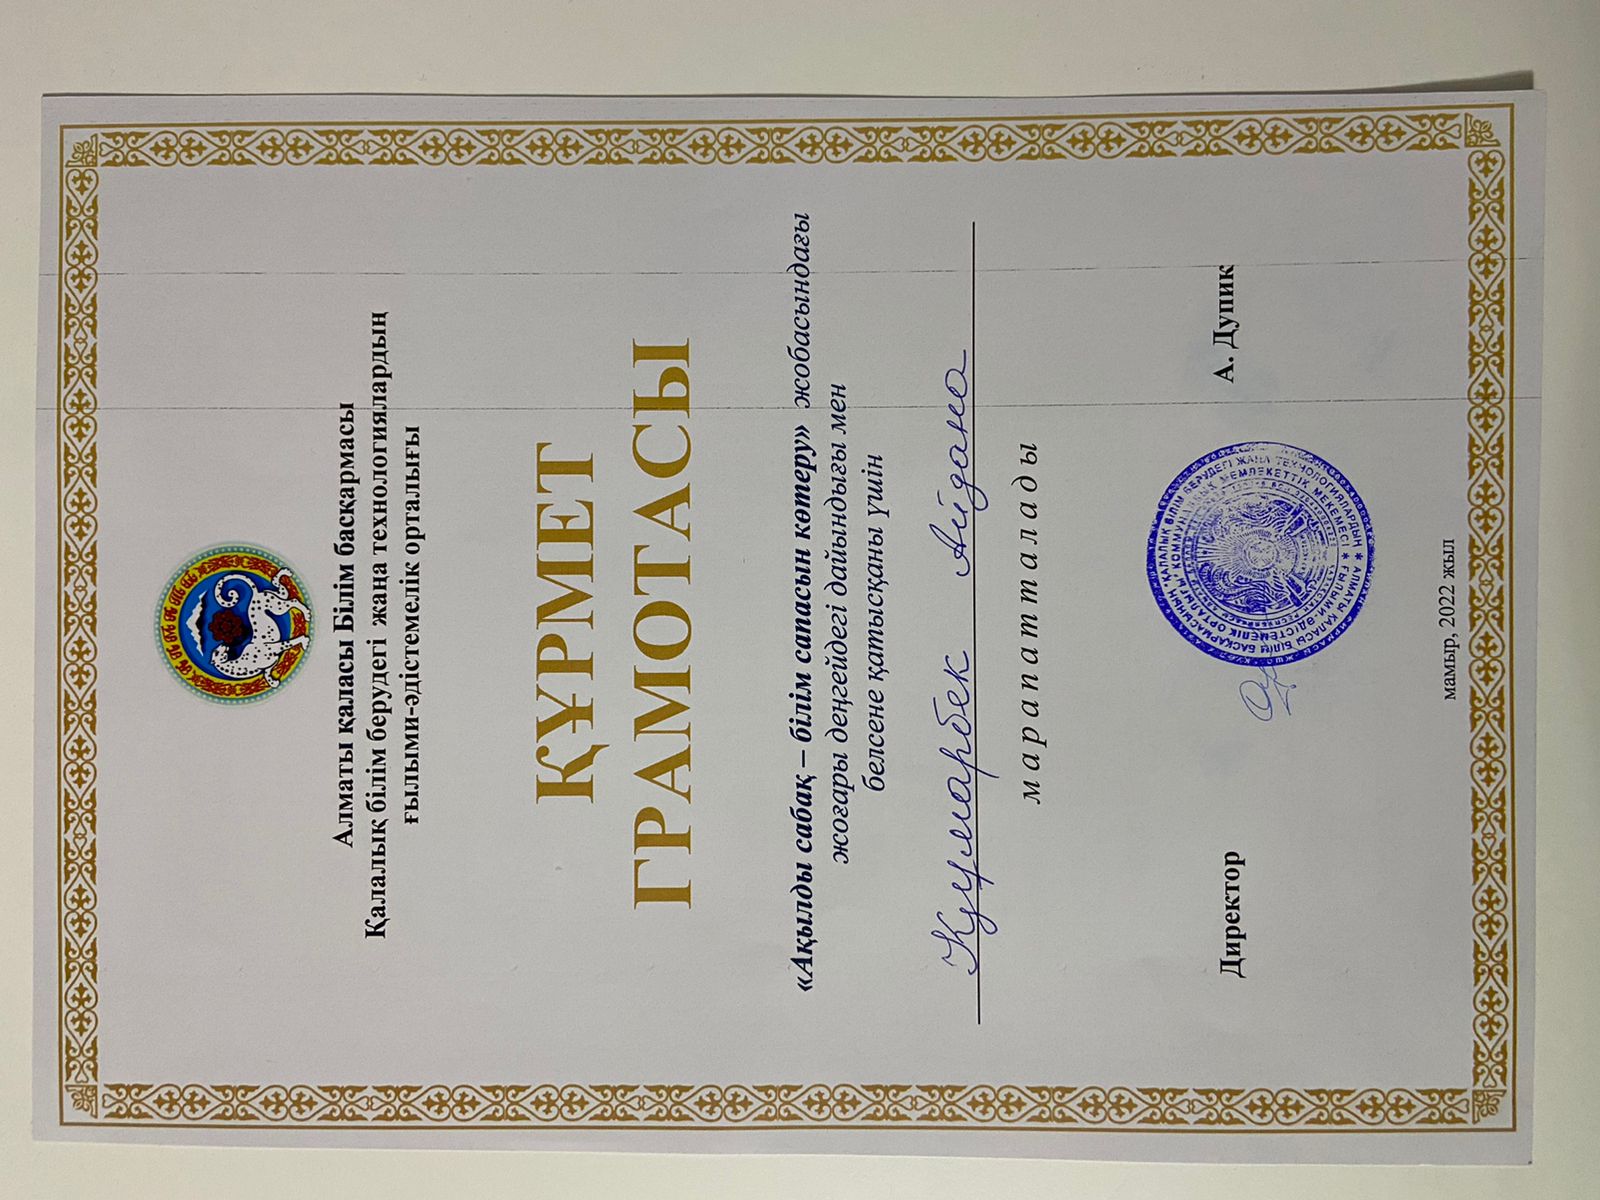 АЛМАТЫ
Алматы қаласы Білім басқармасы
Қалалық білім берудегі жаңа технологиялардың
ғылыми-әдістемелік орталығы
ҚҰРМЕТ
ГРАМОТАСЫ
«Ақылды сабақ – білім сапасын көтеру» жобасындағы
жоғары деңгейдегі дайындығы мен
белсене қатысқаны үшін
Құмарбек Айдана
марапатталады
Директор
А. Дупик
АЛМАТЫ ҚАЛАСЫ БІЛІМ БАСҚАРМАСЫНЫҢ "ҚАЛАЛЫҚ БІЛІМ БЕРУДЕГІ ЖАҢА ТЕХНОЛОГИЯЛАРДЫҢ
ҒЫЛЫМИ-ӘДІСТЕМЕЛІК ОРТАЛЫҒЫ" КОММУНАЛДЫҚ МЕМЛЕКЕТТІК МЕКЕМЕСІ
мамыр, 2022 жыл